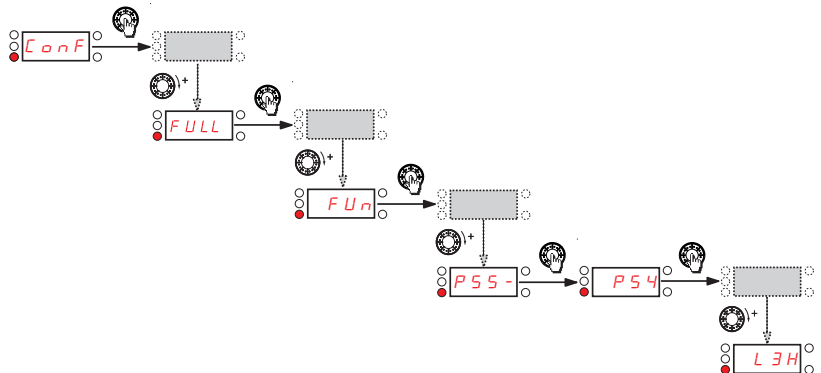 ConF
+
FULL
+
FUn
+
PSS-
PS4
+
L3H